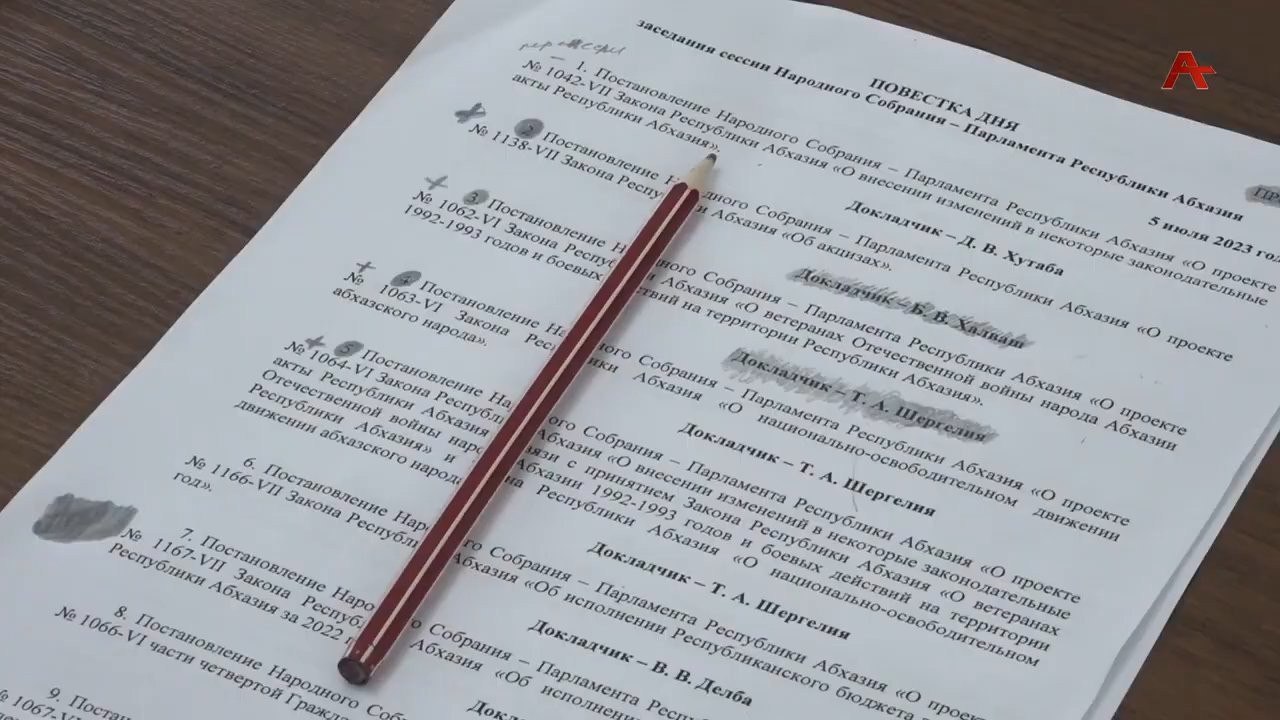 ПОВЕСТКА ДНЯ
заседания сессии Народного Собрания – Парламента Республики Абхазия
5 июля 2023 год
1. Постановление Народного Собрания – Парламента Республики Абхазия «О проекте
№ 1042-VII Закона Республики Абхазия «О внесении изменений в некоторые законодательные
акты Республики Абхазия».
Докладчик – Д. В. Хутаба
Постановление Народного Собрания – Парламента Республики Абхазия «О проекте
№ 1138-VII Закона Республики Абхазия «Об акцизах».
Докладчик – Б. В. Халваш
3. Постановление Народного Собрания – Парламента Республики Абхазия «О проекте
№ 1062-VI Закона Республики Абхазия «О ветеранах Отечественной войны народа Абхазии
1992-1993 годов и боевых действий на территории Республики Абхазия».
Докладчик – Т. А. Шергелия
4 Постановление Народного Собрания – Парламента Республики Абхазия «О проекте
№ 1063-VI Закона Республики Абхазия «О национально-освободительном движении
абхазского народа».
Докладчик – Т. А. Шергелия
5 Постановление Народного Собрания – Парламента Республики Абхазия «О проекте
№ 1064-VI Закона Республики Абхазия «О внесении изменений в некоторые законодательные
акты Республики Абхазия связи с принятием Закона Республики Абхазия «О ветеранах
Отечественной войны народа Абхазии 1992-1993 годов и боевых действий на территории
Республики Абхазия» и Закона Республики Абхазия «О национально-освободительном
движении абхазского народа
Докладчик – Т. А. Шергелия
6. Постановление Народного Собрания – Парламента Республики Абхазия «О проекте
№ 1166-VII Закона Республики Абхазия «Об исполнении Республиканского бюджета
год».
Докладчик – В. В. Делба
7. Постановление Народного Собрания – Парламента
№ 1167-VII Закона Республики Абхазия «Об исполнении
Республики Абхазия за 2022
8. Постановление Народного Собрания
№ 1066-VI части четвертой
9.
№ 1067-VI